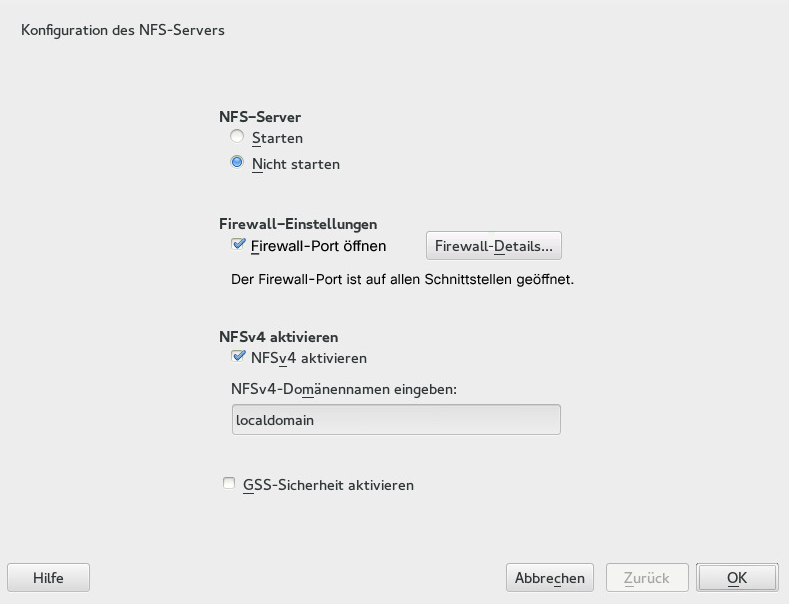 Konfiguration des NFS-Servers
NFS-Server
Starten
Nicht starten
Firewall-Einstellungen
Firewall-Port öffnen
Firewall-Details...
Der Firewall-Port ist auf allen Schnittstellen geöffnet.
NFSv4 aktivieren
NFSv4 aktivieren
NFSv4-Domänennamen eingeben:
localdomain
GSS-Sicherheit aktivieren
Hilfe
Abbrechen
Zurück
OK